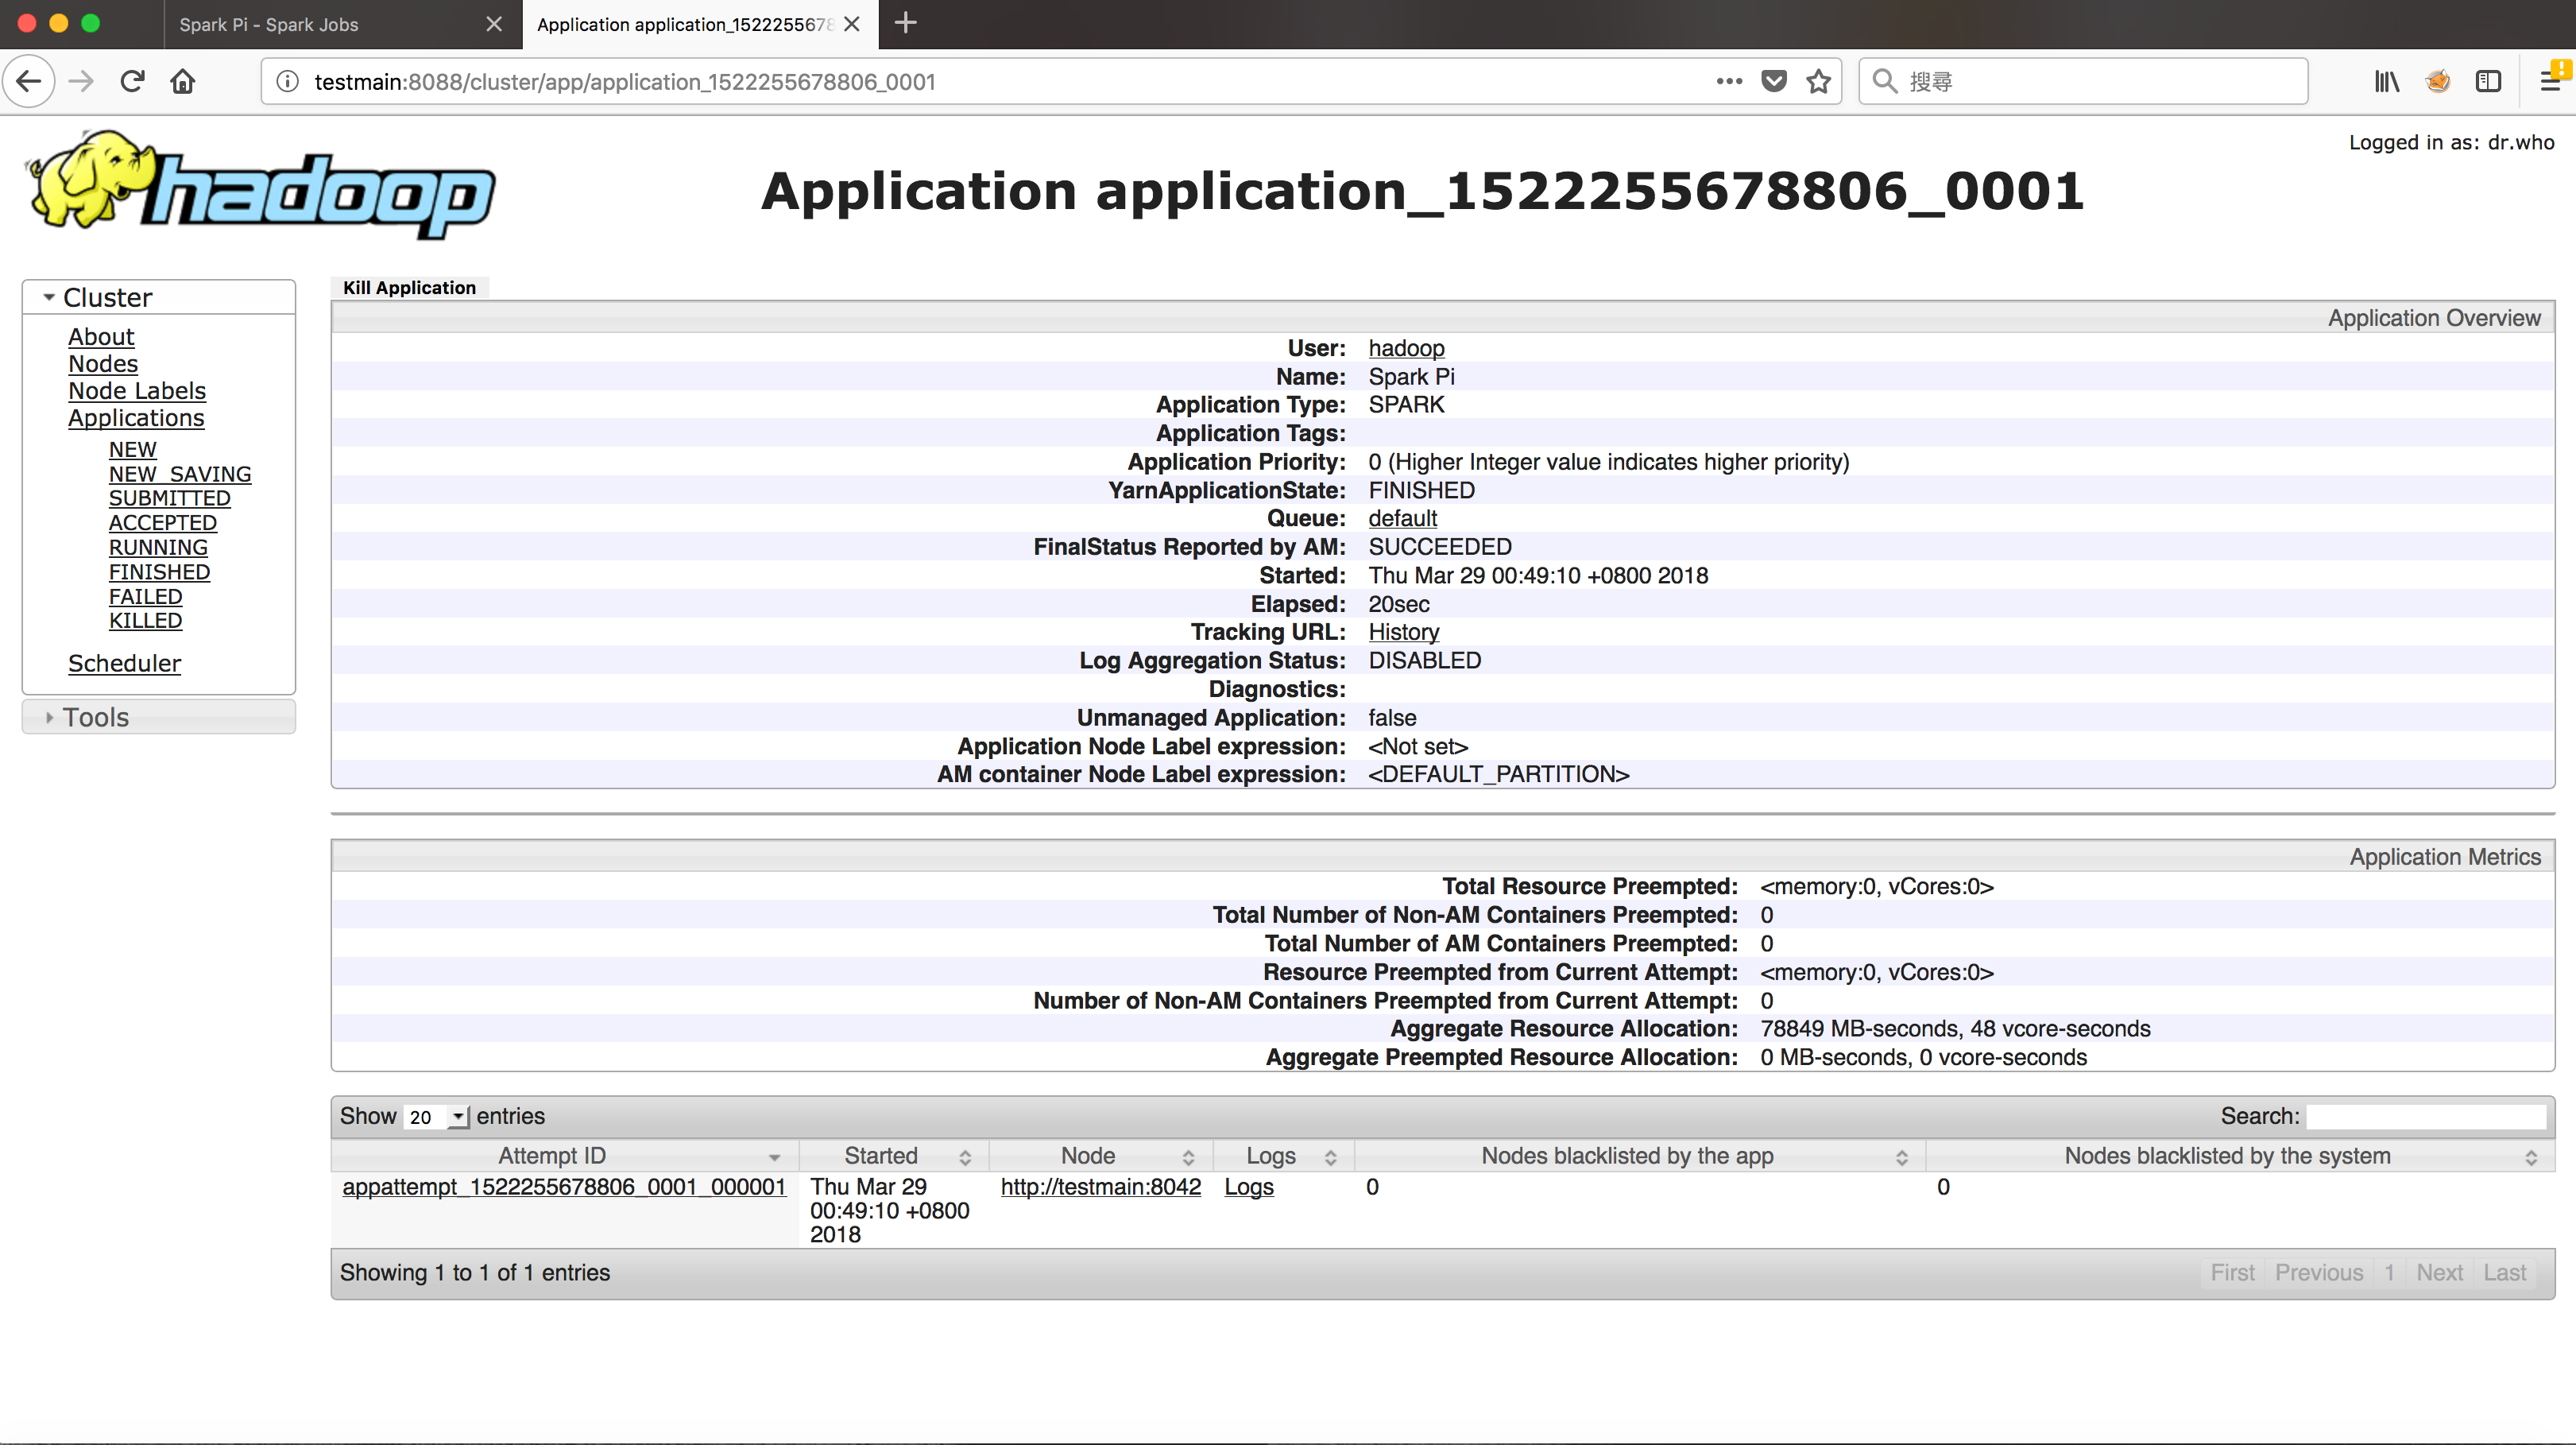 Spark Pi - Spark Jobs
Application application_152225567
testmain:8088/cluster/app/application_1522255678806_0001
搜尋
hadoop
Logged in as: dr.who
Application application_1522255678806_0001
Cluster
About
Nodes
Node Labels
Applications
NEW
NEW_SAVING
SUBMITTED
ACCEPTED
RUNNING
FINISHED
FAILED
KILLED
Scheduler
Tools
Kill Application
Application Overview
User: hadoop
Name: Spark Pi
Application Type: SPARK
Application Tags:
Application Priority: 0 (Higher Integer value indicates higher priority)
YarnApplicationState: FINISHED
Queue: default
FinalStatus Reported by AM: SUCCEEDED
Started: Thu Mar 29 00:49:10 +0800 2018
Elapsed: 20sec
Tracking URL: History
Log Aggregation Status: DISABLED
Diagnostics:
Unmanaged Application: false
Application Node Label expression: <Not set>
AM container Node Label expression: <DEFAULT_PARTITION>
Application Metrics
Total Resource Preempted: <memory:0, vCores:0>
Total Number of Non-AM Containers Preempted: 0
Total Number of AM Containers Preempted: 0
Resource Preempted from Current Attempt: <memory:0, vCores:0>
Number of Non-AM Containers Preempted from Current Attempt: 0
Aggregate Resource Allocation: 78849 MB-seconds, 48 vcore-seconds
Aggregate Preempted Resource Allocation: 0 MB-seconds, 0 vcore-seconds
Show 20 entries Search:
Attempt ID Started Node Logs Nodes blacklisted by the app Nodes blacklisted by the system
appattempt_1522255678806_0001_000001 Thu Mar 29 http://testmain:8042 Logs 0 0
00:49:10 +0800
2018
Showing 1 to 1 of 1 entries First Previous 1 Next Last